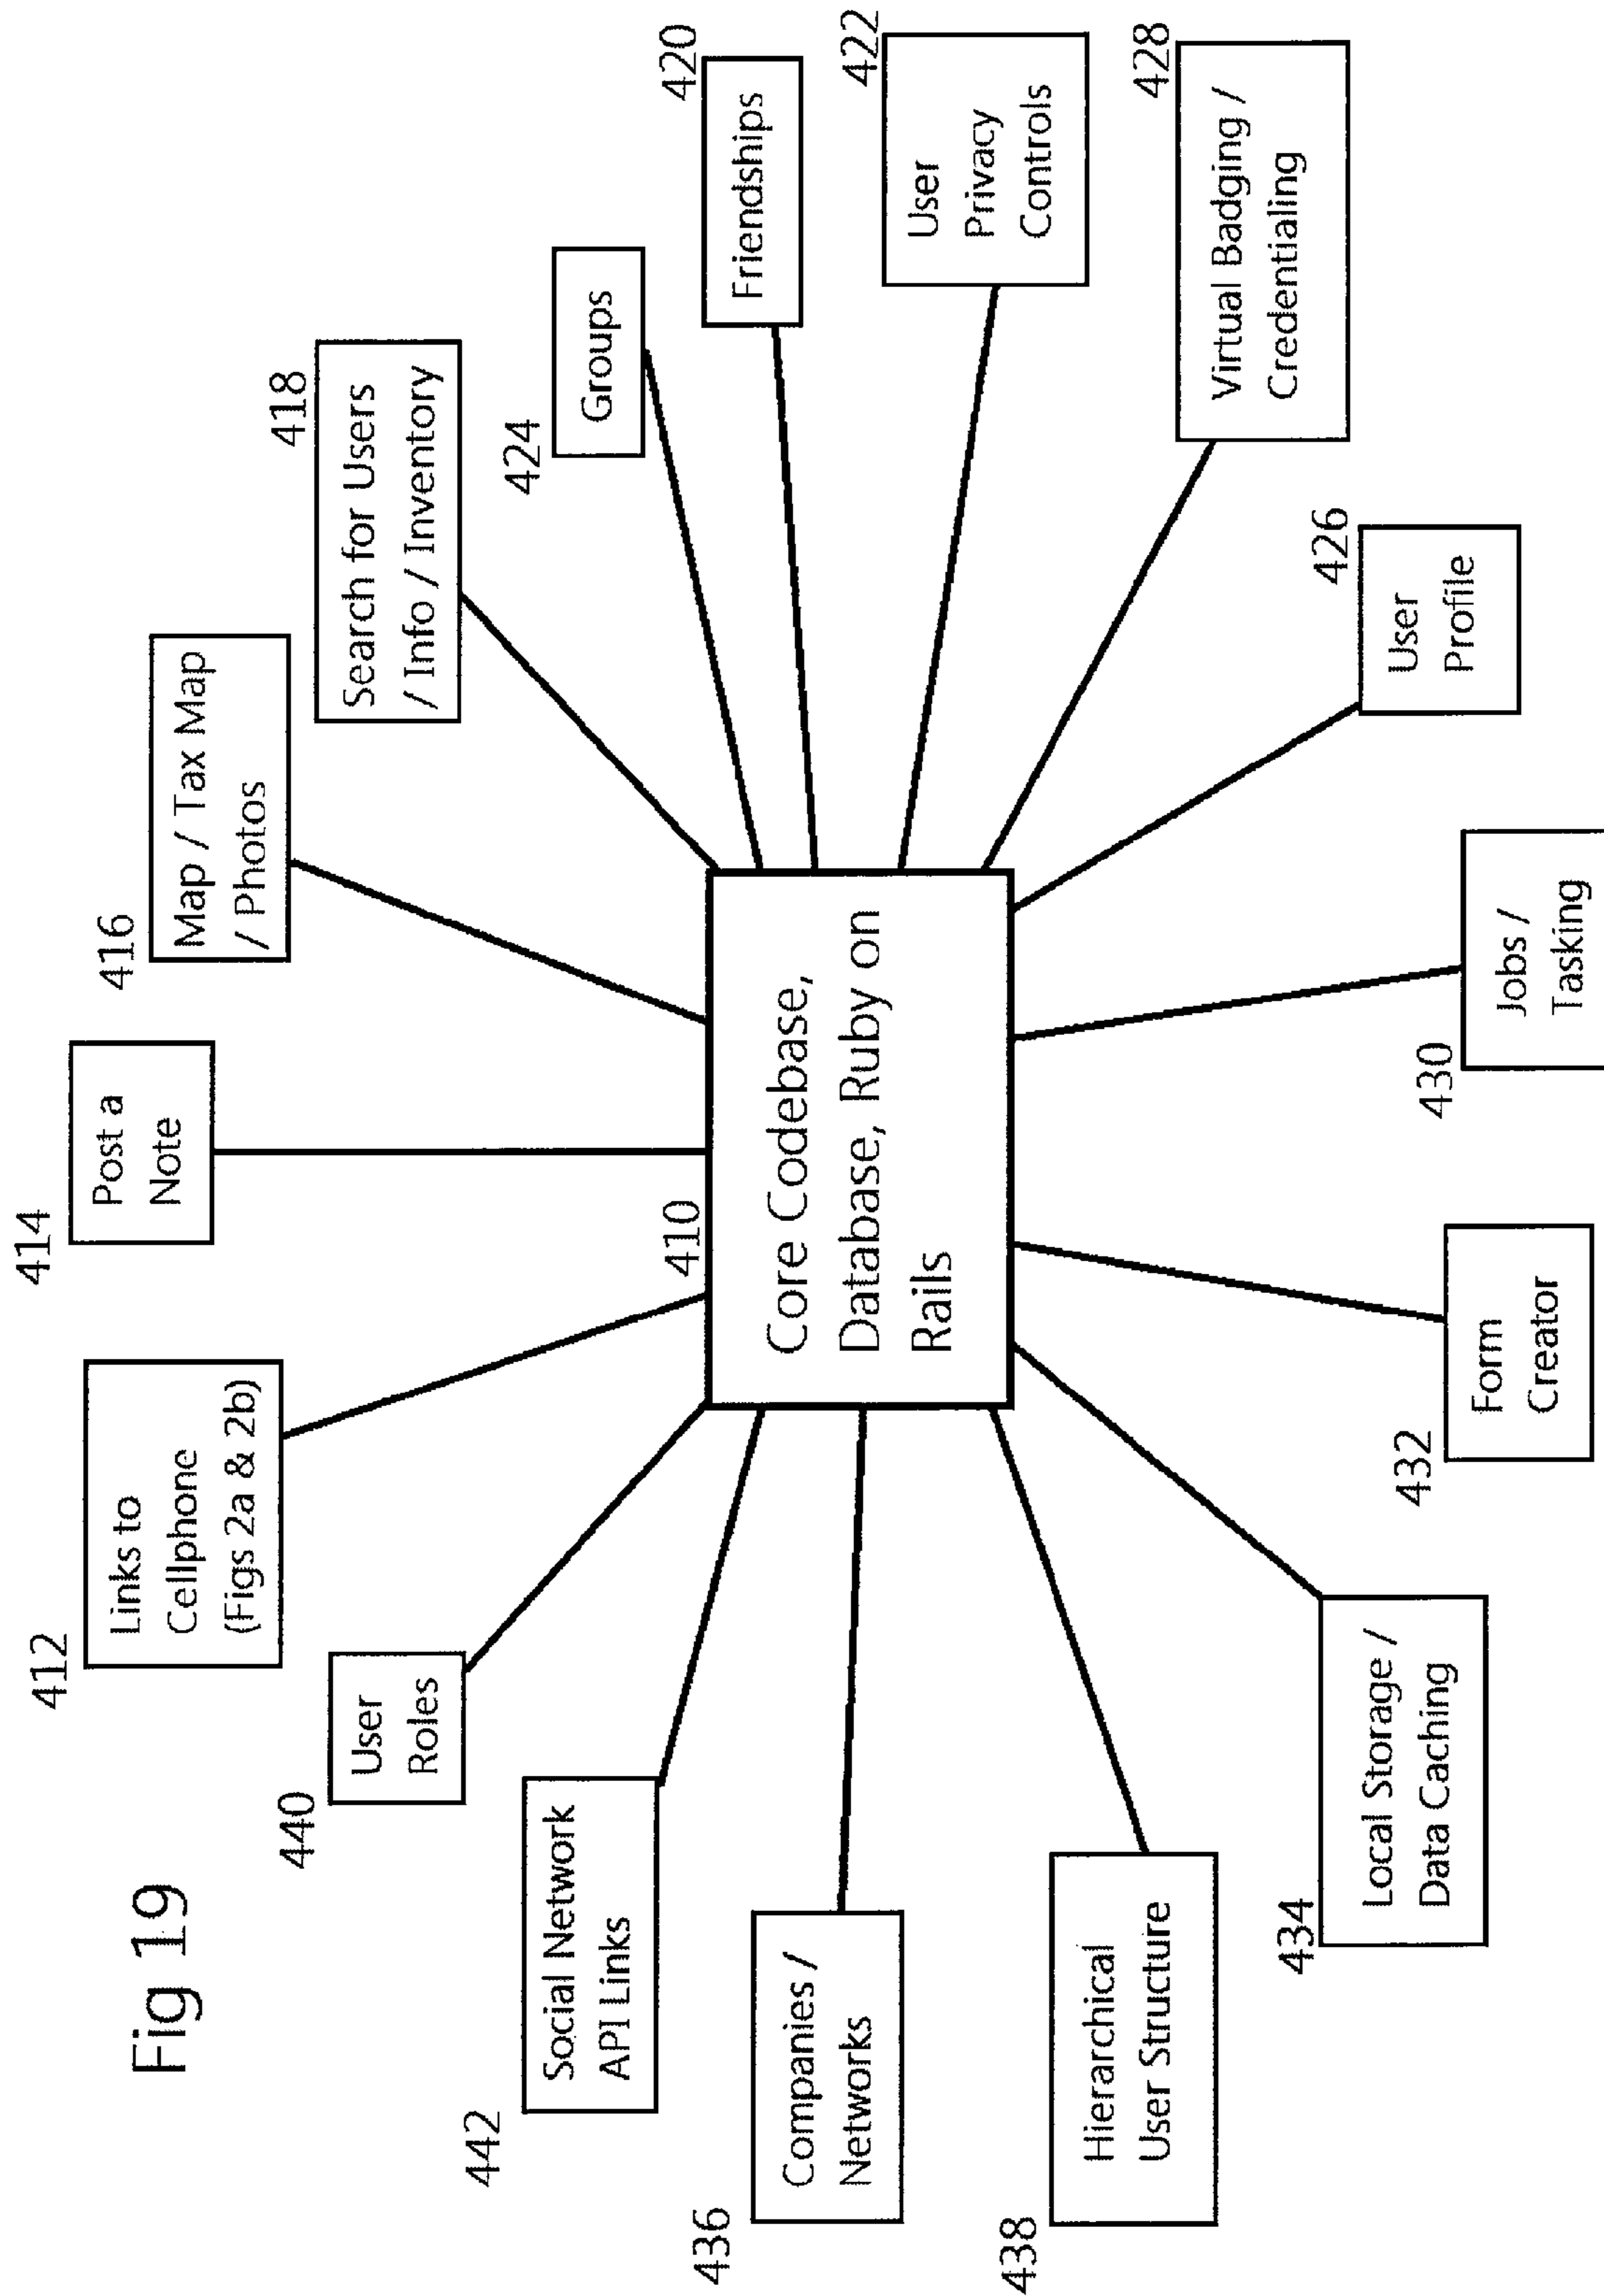 Fig 19
412
Links to
Cellphone
(Figs 2a & 2b)
414
Post a
Note
416
Map / Tax Map
/ Photos
418
Search for Users
/ Info / Inventory
424
Groups
420
Friendships
422
User
Privacy
Controls
428
Virtual Badging /
Credentialing
426
User
Profile
430
Jobs /
Tasking
432
Form
Creator
434
Local Storage /
Data Caching
438
Hierarchical
User Structure
436
Companies /
Networks
442
Social Network
API Links
440
User
Roles
410
Core Codebase,
Database, Ruby on
Rails